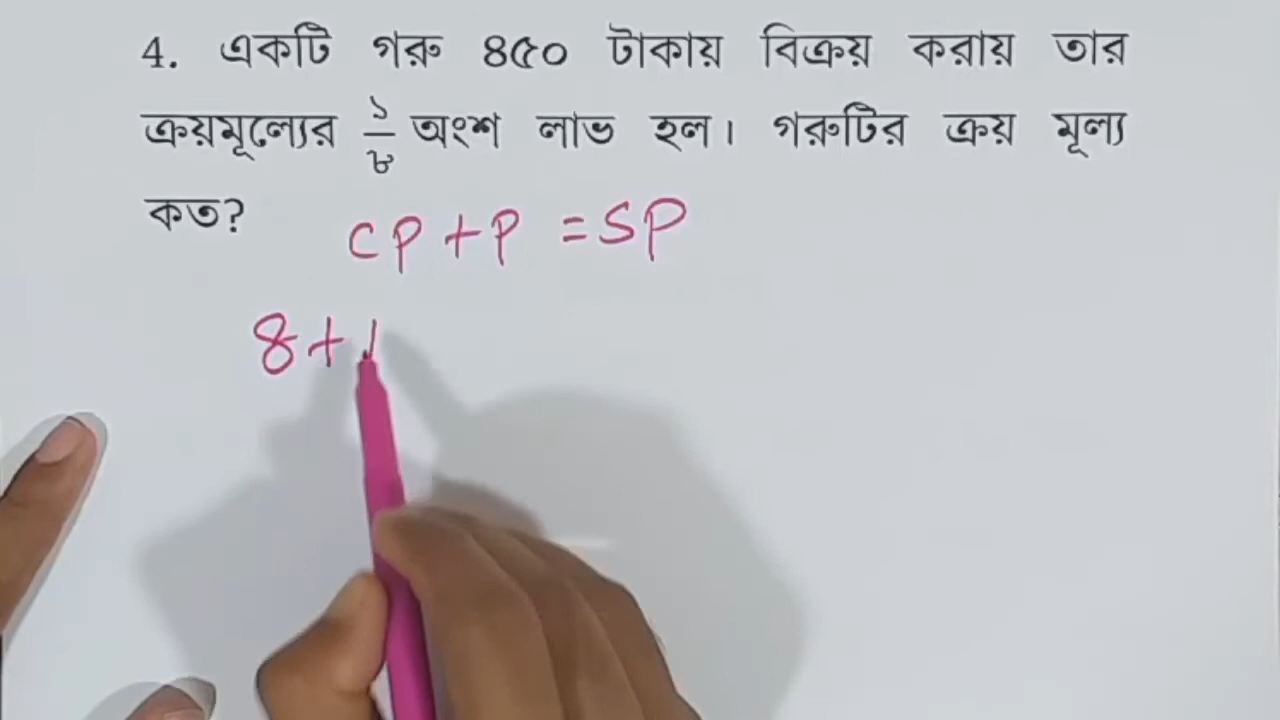 4. একটি গরু ৪৫০ টাকায় বিক্রয় করায় তার
ক্রয়মূল্যের ১/৮ অংশ লাভ হল। গরুটির ক্রয় মূল্য
কত?
CP + P = SP
8 + 1